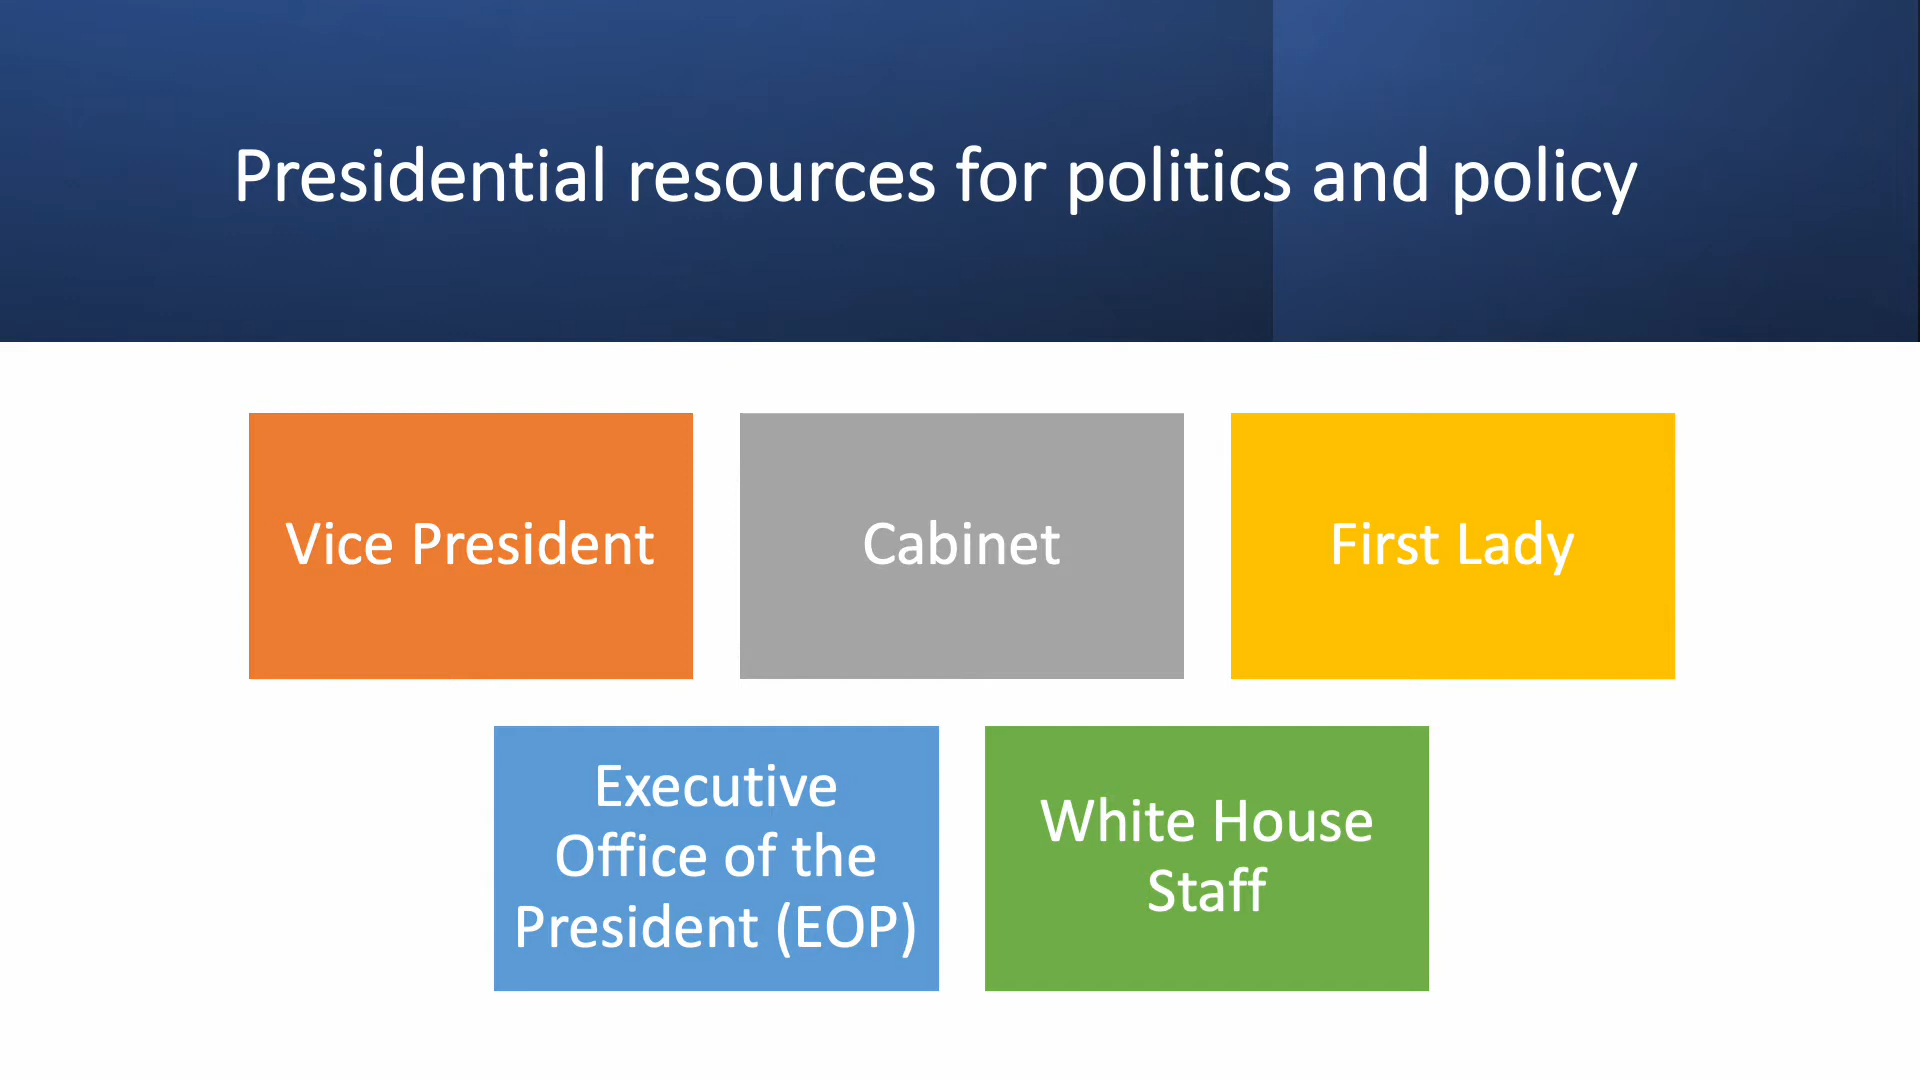 Presidential resources for politics and policy
Vice President
Cabinet
First Lady
Executive
Office of the
President (EOP)
White House
Staff